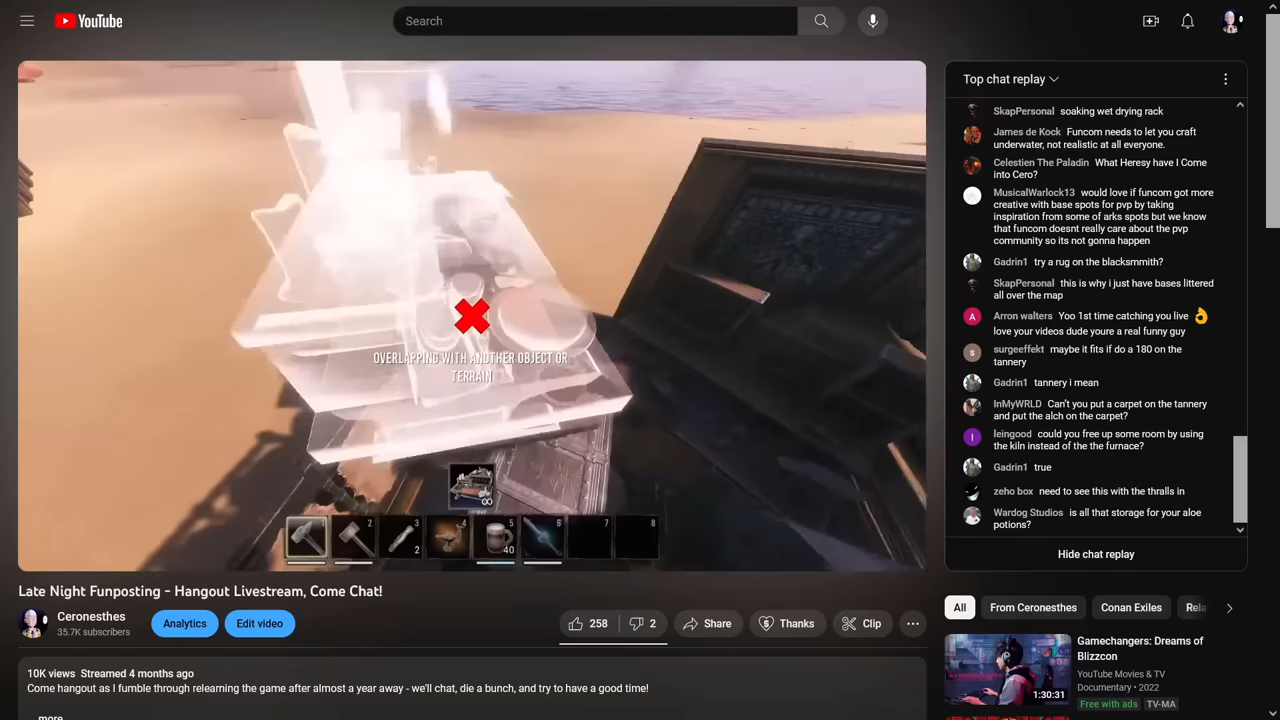 YouTube
Search
Top chat replay
SkapPersonal soaking wet drying rack
James de Kock Funcom needs to let you craft
underwater, not realistic at all everyone.
Celestien The Paladin What Heresy have I Come
into Cero?
MusicalWarlock13 would love if funcom got more
creative with base spots for pvp by taking
inspiration from some of arks spots but we know
that funcom doesnt really care about the pvp
community so its not gonna happen
Gadrin1 try a rug on the blacksmmith?
SkapPersonal this is why i just have bases littered
all over the map
A Arron walters Yoo 1st time catching you live 👌
love your videos dude youre a real funny guy
s surgeeffekt maybe it fits if do a 180 on the
tannery
Gadrin1 tannery i mean
InMyWRLD Can't you put a carpet on the tannery
and put the alch on the carpet?
I leingood could you free up some room by using
the kiln instead of the the furnace?
Gadrin1 true
zeho box need to see this with the thralls in
Wardog Studios is all that storage for your aloe
potions?
Hide chat replay
OVERLAPPING WITH ANOTHER OBJECT OR
TERRAIN
∞
2 3 4 5 6 7 8
2 40
Late Night Funposting - Hangout Livestream, Come Chat!
Ceronesthes
35.7K subscribers
Analytics
Edit video
258
2
Share
Thanks
Clip
10K views Streamed 4 months ago
Come hangout as I fumble through relearning the game after almost a year away - we'll chat, die a bunch, and try to have a good time!
...more
All
From Ceronesthes
Conan Exiles
Rela
Gamechangers: Dreams of
Blizzcon
YouTube Movies & TV
Documentary • 2022
Free with ads TV-MA
1:30:31